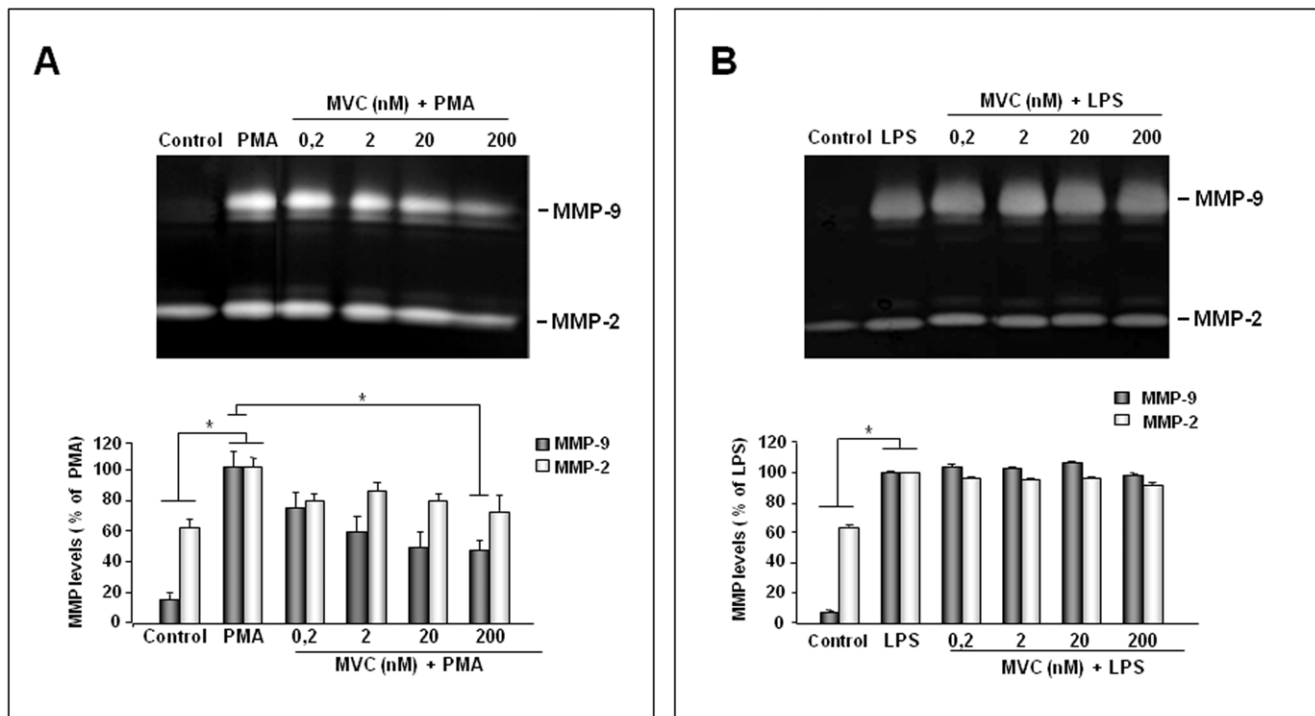 A
MVC (nM) + PMA
Control PMA 0,2 2 20 200
MMP-9
MMP-2
*
*
MMP levels ( % of PMA)
120
100
80
60
40
20
0
MMP-9
MMP-2
Control PMA 0,2 2 20 200
MVC (nM) + PMA
B
MVC (nM) + LPS
Control LPS 0,2 2 20 200
MMP-9
MMP-2
MMP-9
MMP-2
*
MMP levels ( % of LPS)
120
100
80
60
40
20
0
Control LPS 0,2 2 20 200
MVC (nM) + LPS